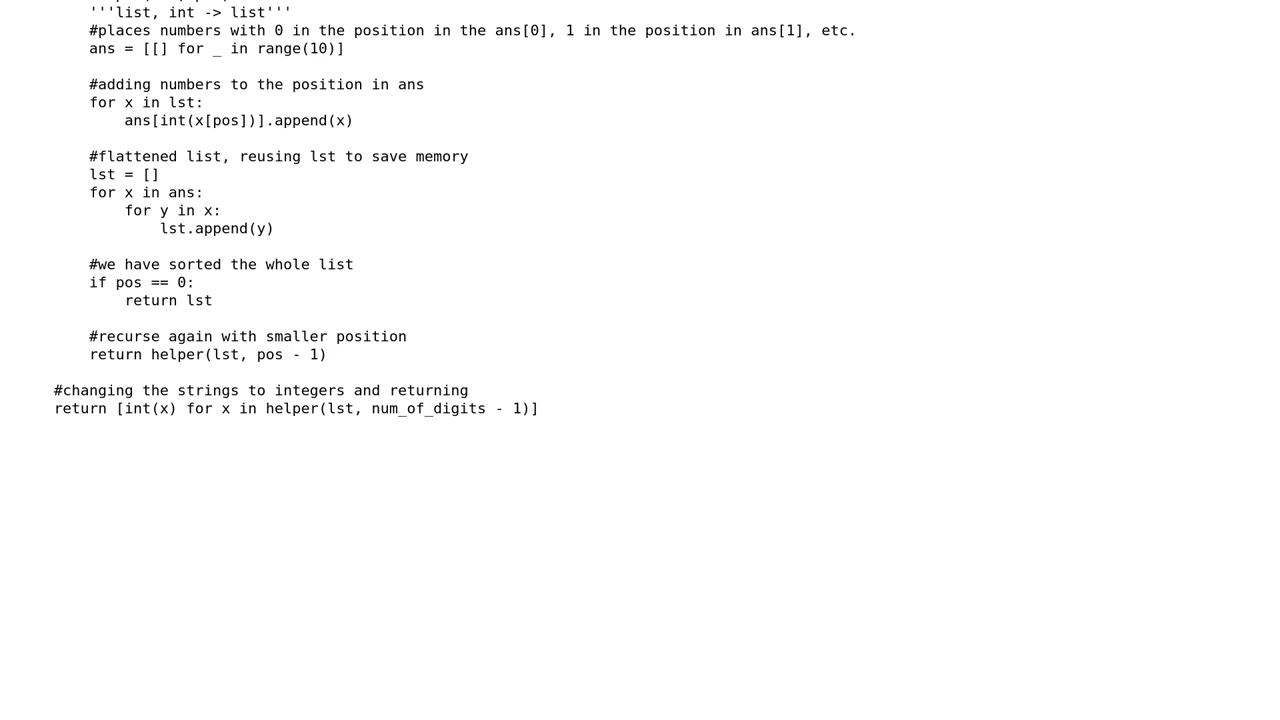 '''list, int -> list'''
#places numbers with 0 in the position in the ans[0], 1 in the position in ans[1], etc.
ans = [[] for _ in range(10)]
#adding numbers to the position in ans
for x in lst:
ans[int(x[pos])].append(x)
#flattened list, reusing lst to save memory
lst = []
for x in ans:
for y in x:
lst.append(y)
#we have sorted the whole list
if pos == 0:
return lst
#recurse again with smaller position
return helper(lst, pos - 1)
#changing the strings to integers and returning
return [int(x) for x in helper(lst, num_of_digits - 1)]